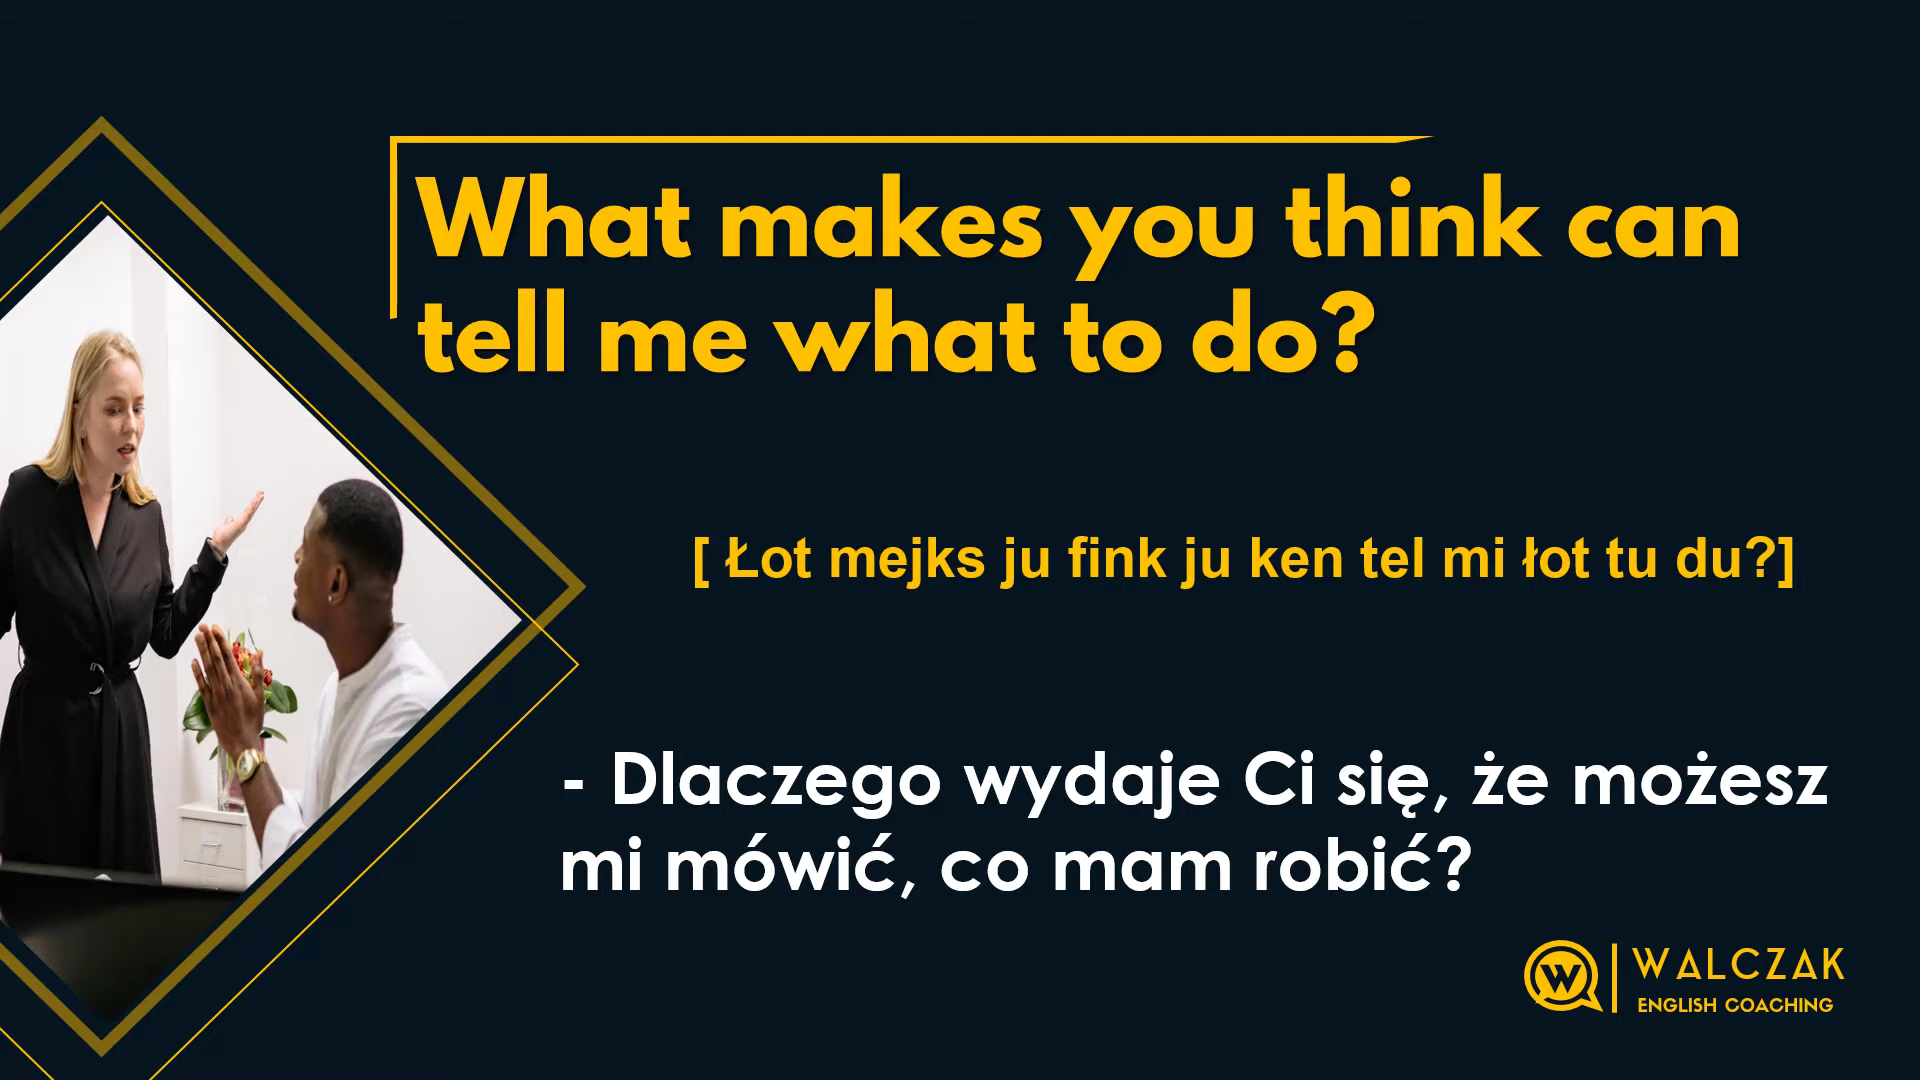 What makes you think can
tell me what to do?
[ Łot mejks ju fink ju ken tel mi łot tu du?]
- Dlaczego wydaje Ci się, że możesz
mi mówić, co mam robić?
W
WALCZAK
ENGLISH COACHING